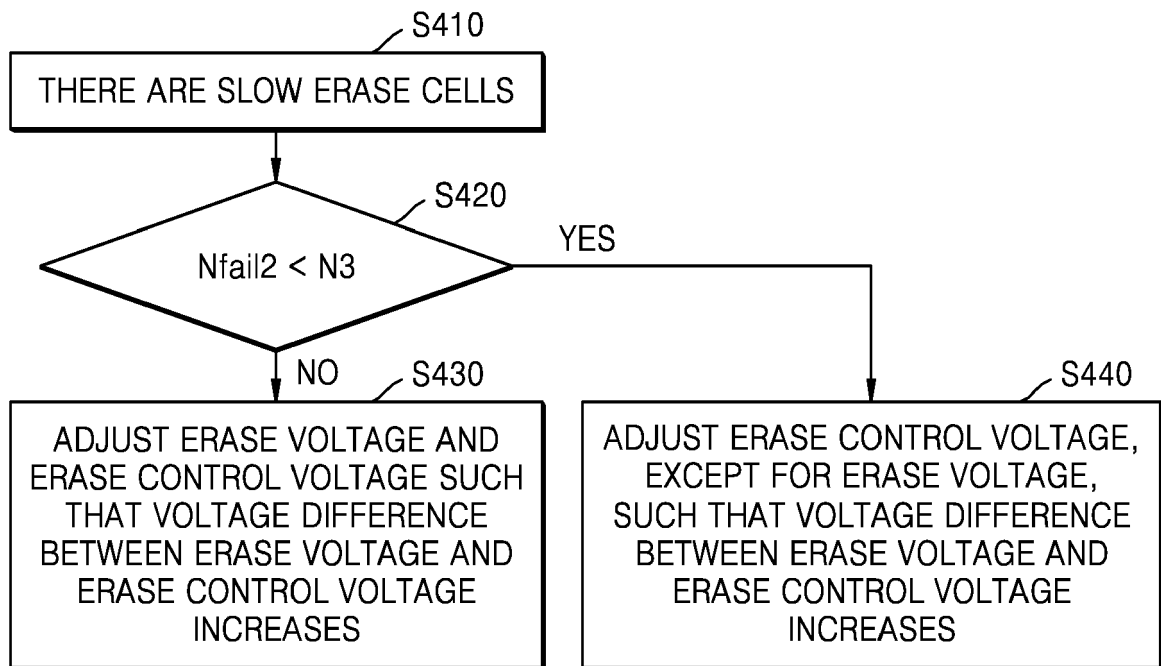 S410
THERE ARE SLOW ERASE CELLS
S420
Nfail2 < N3
YES
NO
S430
ADJUST ERASE VOLTAGE AND
ERASE CONTROL VOLTAGE SUCH
THAT VOLTAGE DIFFERENCE
BETWEEN ERASE VOLTAGE AND
ERASE CONTROL VOLTAGE
INCREASES
S440
ADJUST ERASE CONTROL VOLTAGE,
EXCEPT FOR ERASE VOLTAGE,
SUCH THAT VOLTAGE DIFFERENCE
BETWEEN ERASE VOLTAGE AND
ERASE CONTROL VOLTAGE
INCREASES